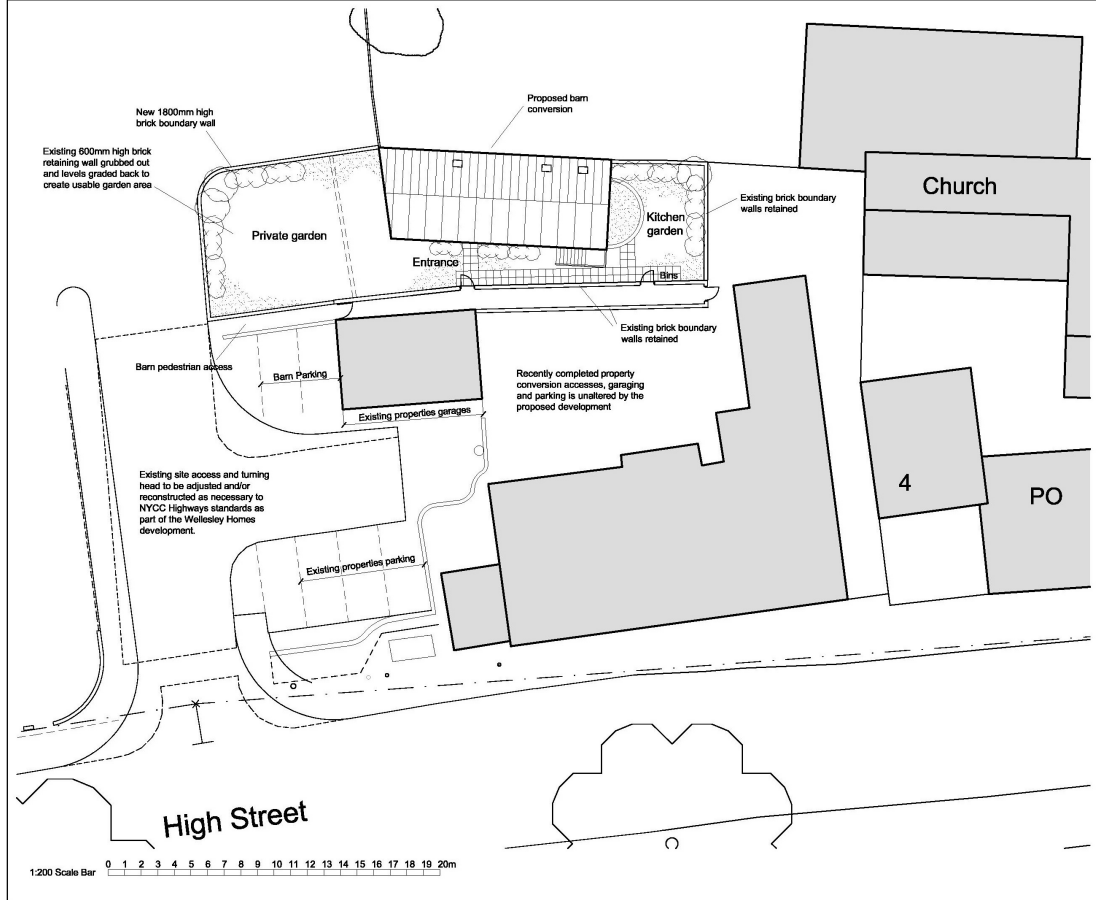 Proposed barn
conversion
New 1800mm high
brick boundary wall
Existing 600mm high brick
retaining wall grubbed out
and levels graded back to
create usable garden area
Church
Existing brick boundary
walls retained
Kitchen
garden
Private garden
Entrance
Bins
Existing brick boundary
walls retained
Barn pedestrian access
Barn Parking
Recently completed property
conversion accesses, garaging
and parking is unaltered by the
proposed development
Existing properties garages
Existing site access and turning
head to be adjusted and/or
reconstructed as necessary to
NYCC Highways standards as
part of the Wellesley Homes
development.
4
PO
Existing properties parking
High Street
1:200 Scale Bar
0 1 2 3 4 5 6 7 8 9 10 11 12 13 14 15 16 17 18 19 20m